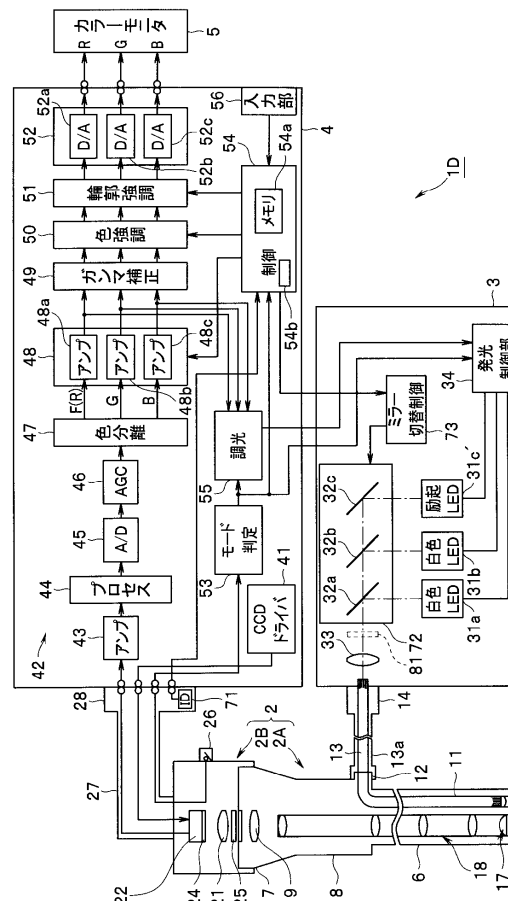 カラーモニタ
R
G
B
5
52a
52
D/A
D/A
D/A
52b
52c
51
輪郭強調
50
色強調
49
ガンマ補正
48a
48
アンプ
アンプ
アンプ
48c
48b
F(R)
G
B
47
色分離
46
AGC
45
A/D
44
プロセス
43
アンプ
42
56
入力部
54
54a
メモリ
制御
54b
4
調光
55
モード判定
53
41
CCDドライバ
ID
71
28
27
26
2
2B
2A
22
24
21
25
7
9
8
6
18
17
11
12
13
13a
14
1D
3
発光制御部
34
ミラー切替制御
73
32c
32b
32a
33
72
81
励起LED
31c´
白色LED
31b
白色LED
31a